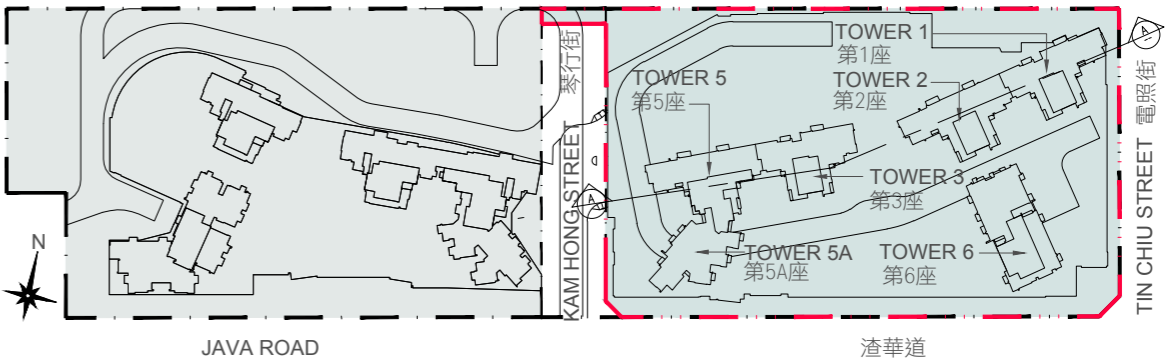 TOWER 1
第1座
TOWER 5
第5座
TOWER 2
第2座
TOWER 3
第3座
TOWER 5A
第5A座
TOWER 6
第6座
琴行街
KAM HONG STREET
電照街
TIN CHIU STREET
A
A
N
JAVA ROAD
渣華道